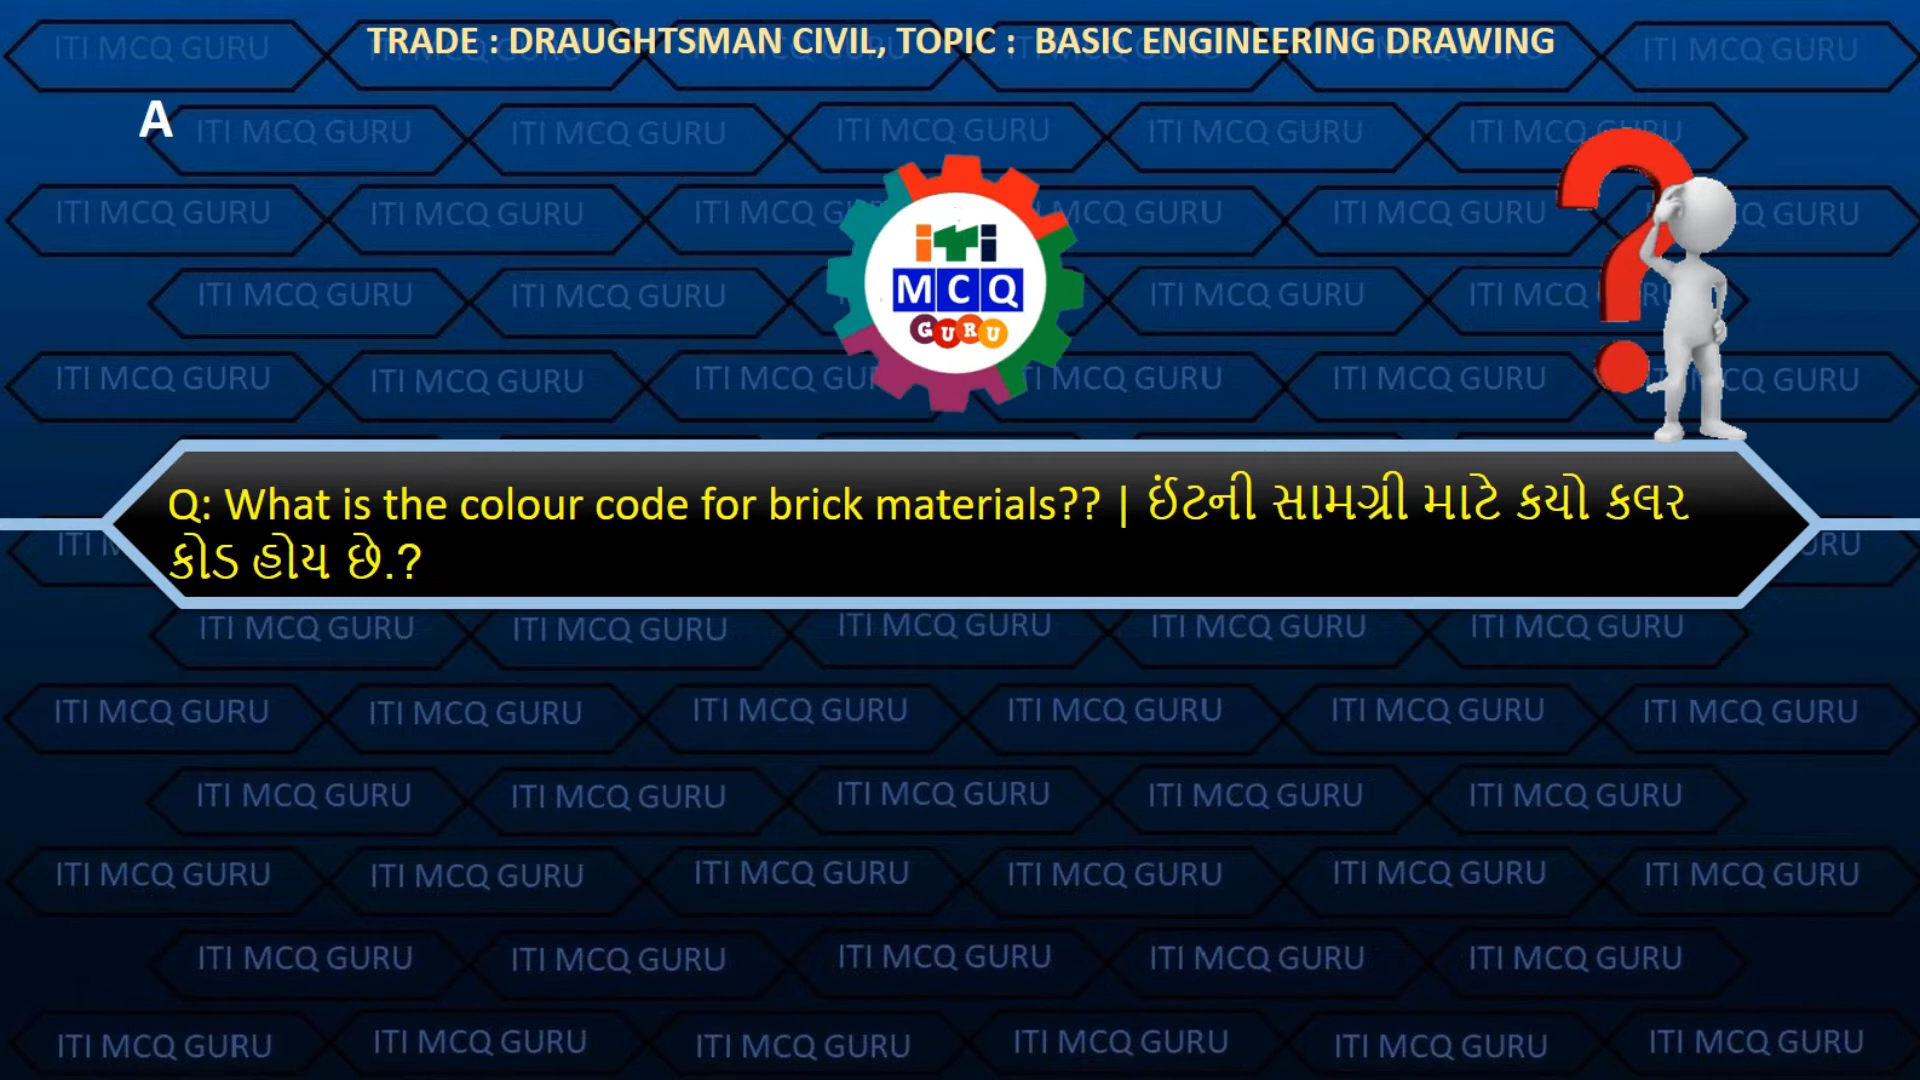 TRADE : DRAUGHTSMAN CIVIL, TOPIC : BASIC ENGINEERING DRAWING
A
iTi
MCQ
GURU
Q: What is the colour code for brick materials?? | ઈંટની સામગ્રી માટે કયો કલર
કોડ હોય છે.?
ITI MCQ GURU